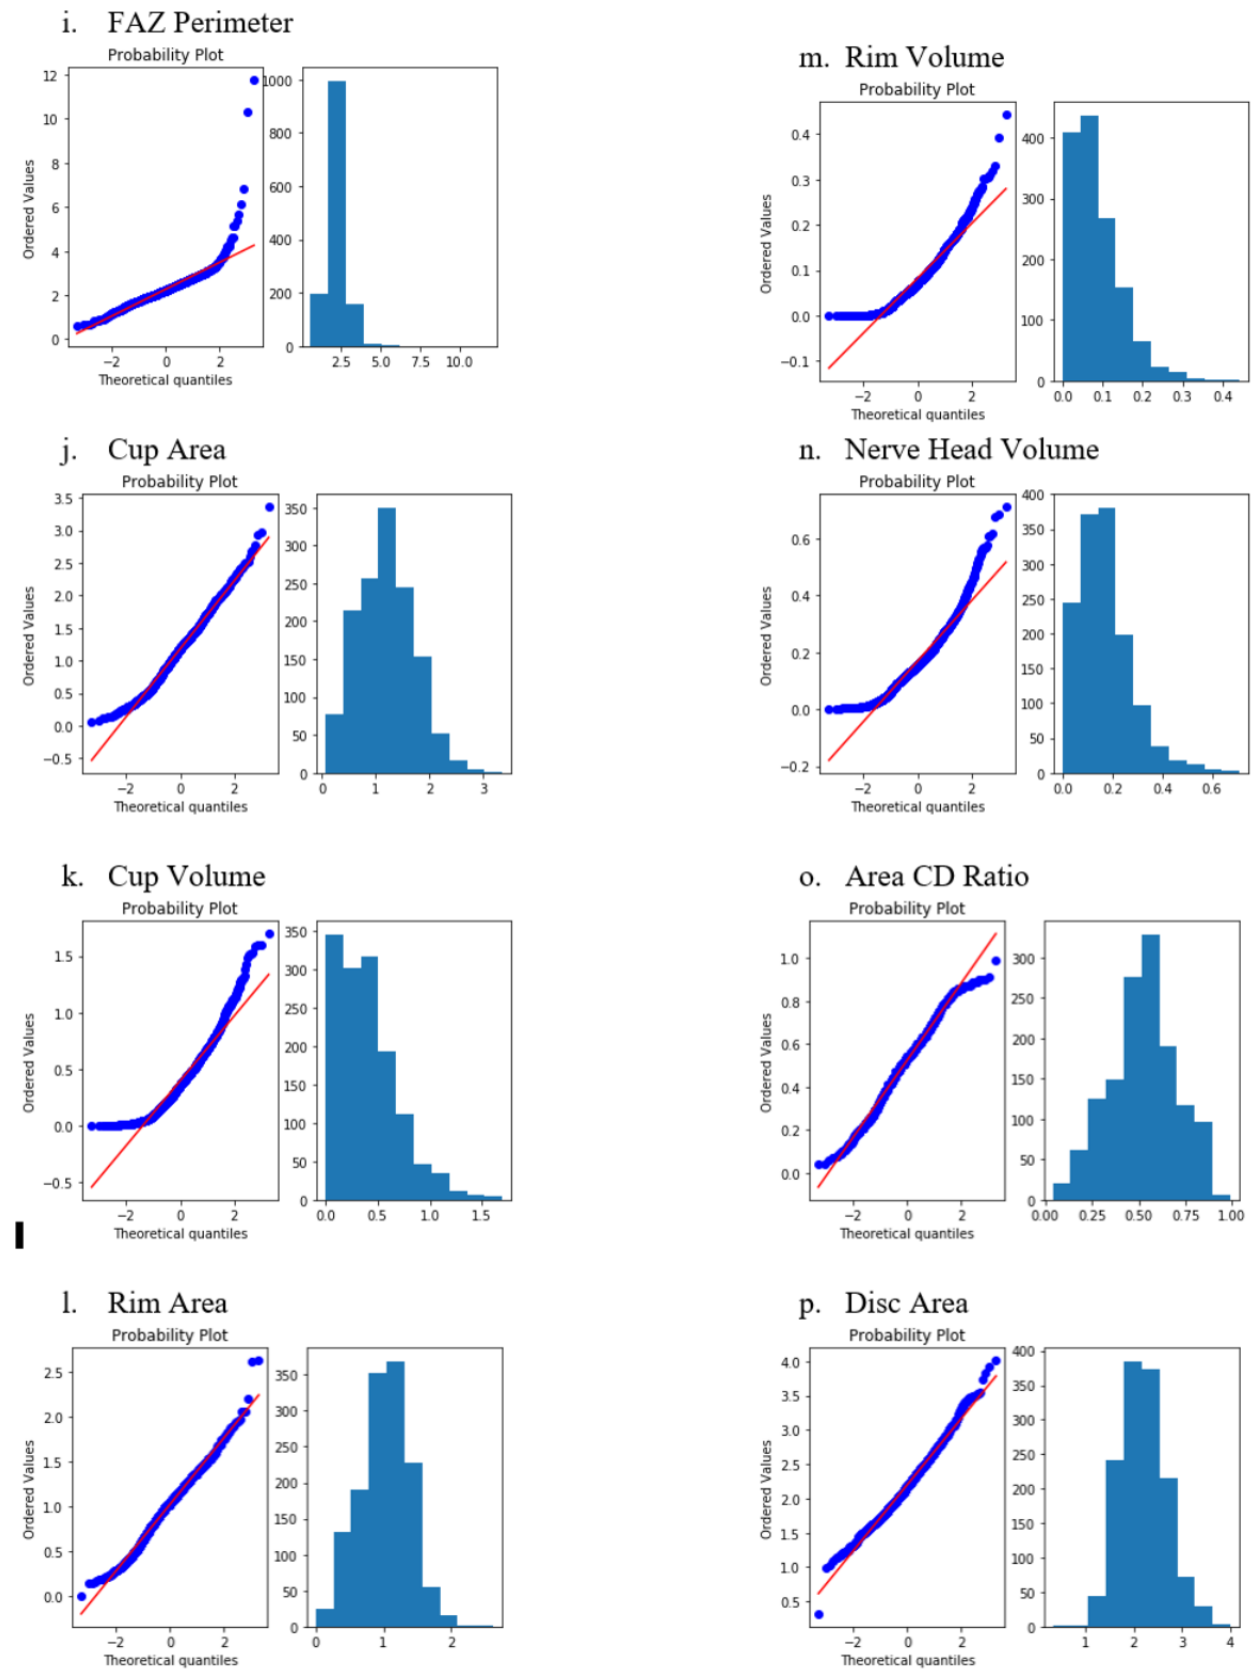 i. FAZ Perimeter
Probability Plot
12
10
8
6
4
2
0
Ordered Values
−2 0 2
Theoretical quantiles
1000
800
600
400
200
0
2.5 5.0 7.5 10.0
j. Cup Area
Probability Plot
3.5
3.0
2.5
2.0
1.5
1.0
0.5
0.0
−0.5
Ordered Values
−2 0 2
Theoretical quantiles
350
300
250
200
150
100
50
0
0 1 2 3
k. Cup Volume
Probability Plot
1.5
1.0
0.5
0.0
−0.5
Ordered Values
−2 0 2
Theoretical quantiles
350
300
250
200
150
100
50
0
0.0 0.5 1.0 1.5
l. Rim Area
Probability Plot
2.5
2.0
1.5
1.0
0.5
0.0
Ordered Values
−2 0 2
Theoretical quantiles
350
300
250
200
150
100
50
0
0 1 2
m. Rim Volume
Probability Plot
0.4
0.3
0.2
0.1
0.0
−0.1
Ordered Values
−2 0 2
Theoretical quantiles
400
300
200
100
0
0.0 0.1 0.2 0.3 0.4
n. Nerve Head Volume
Probability Plot
0.6
0.4
0.2
0.0
−0.2
Ordered Values
−2 0 2
Theoretical quantiles
400
350
300
250
200
150
100
50
0
0.0 0.2 0.4 0.6
o. Area CD Ratio
Probability Plot
1.0
0.8
0.6
0.4
0.2
0.0
Ordered Values
−2 0 2
Theoretical quantiles
300
250
200
150
100
50
0
0.00 0.25 0.50 0.75 1.00
p. Disc Area
Probability Plot
4.0
3.5
3.0
2.5
2.0
1.5
1.0
0.5
Ordered Values
−2 0 2
Theoretical quantiles
400
350
300
250
200
150
100
50
0
1 2 3 4